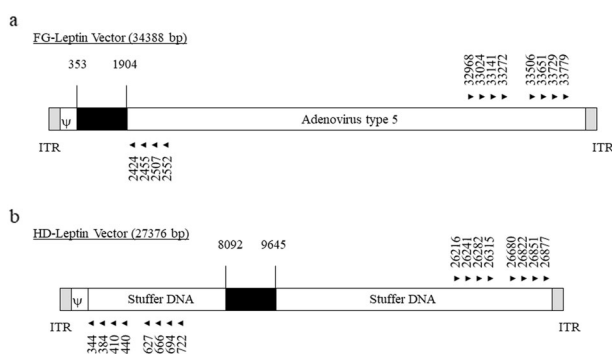 a
FG-Leptin Vector (34388 bp)
353 1904
32968 33024 33141 33272 33506 33651 33729 33779
ψ Adenovirus type 5
ITR ITR
2424 2455 2507 2552
b
HD-Leptin Vector (27376 bp)
8092 9645
26216 26241 26282 26315 26680 26822 26851 26877
ψ Stuffer DNA Stuffer DNA
ITR ITR
344 384 410 440 627 666 694 722